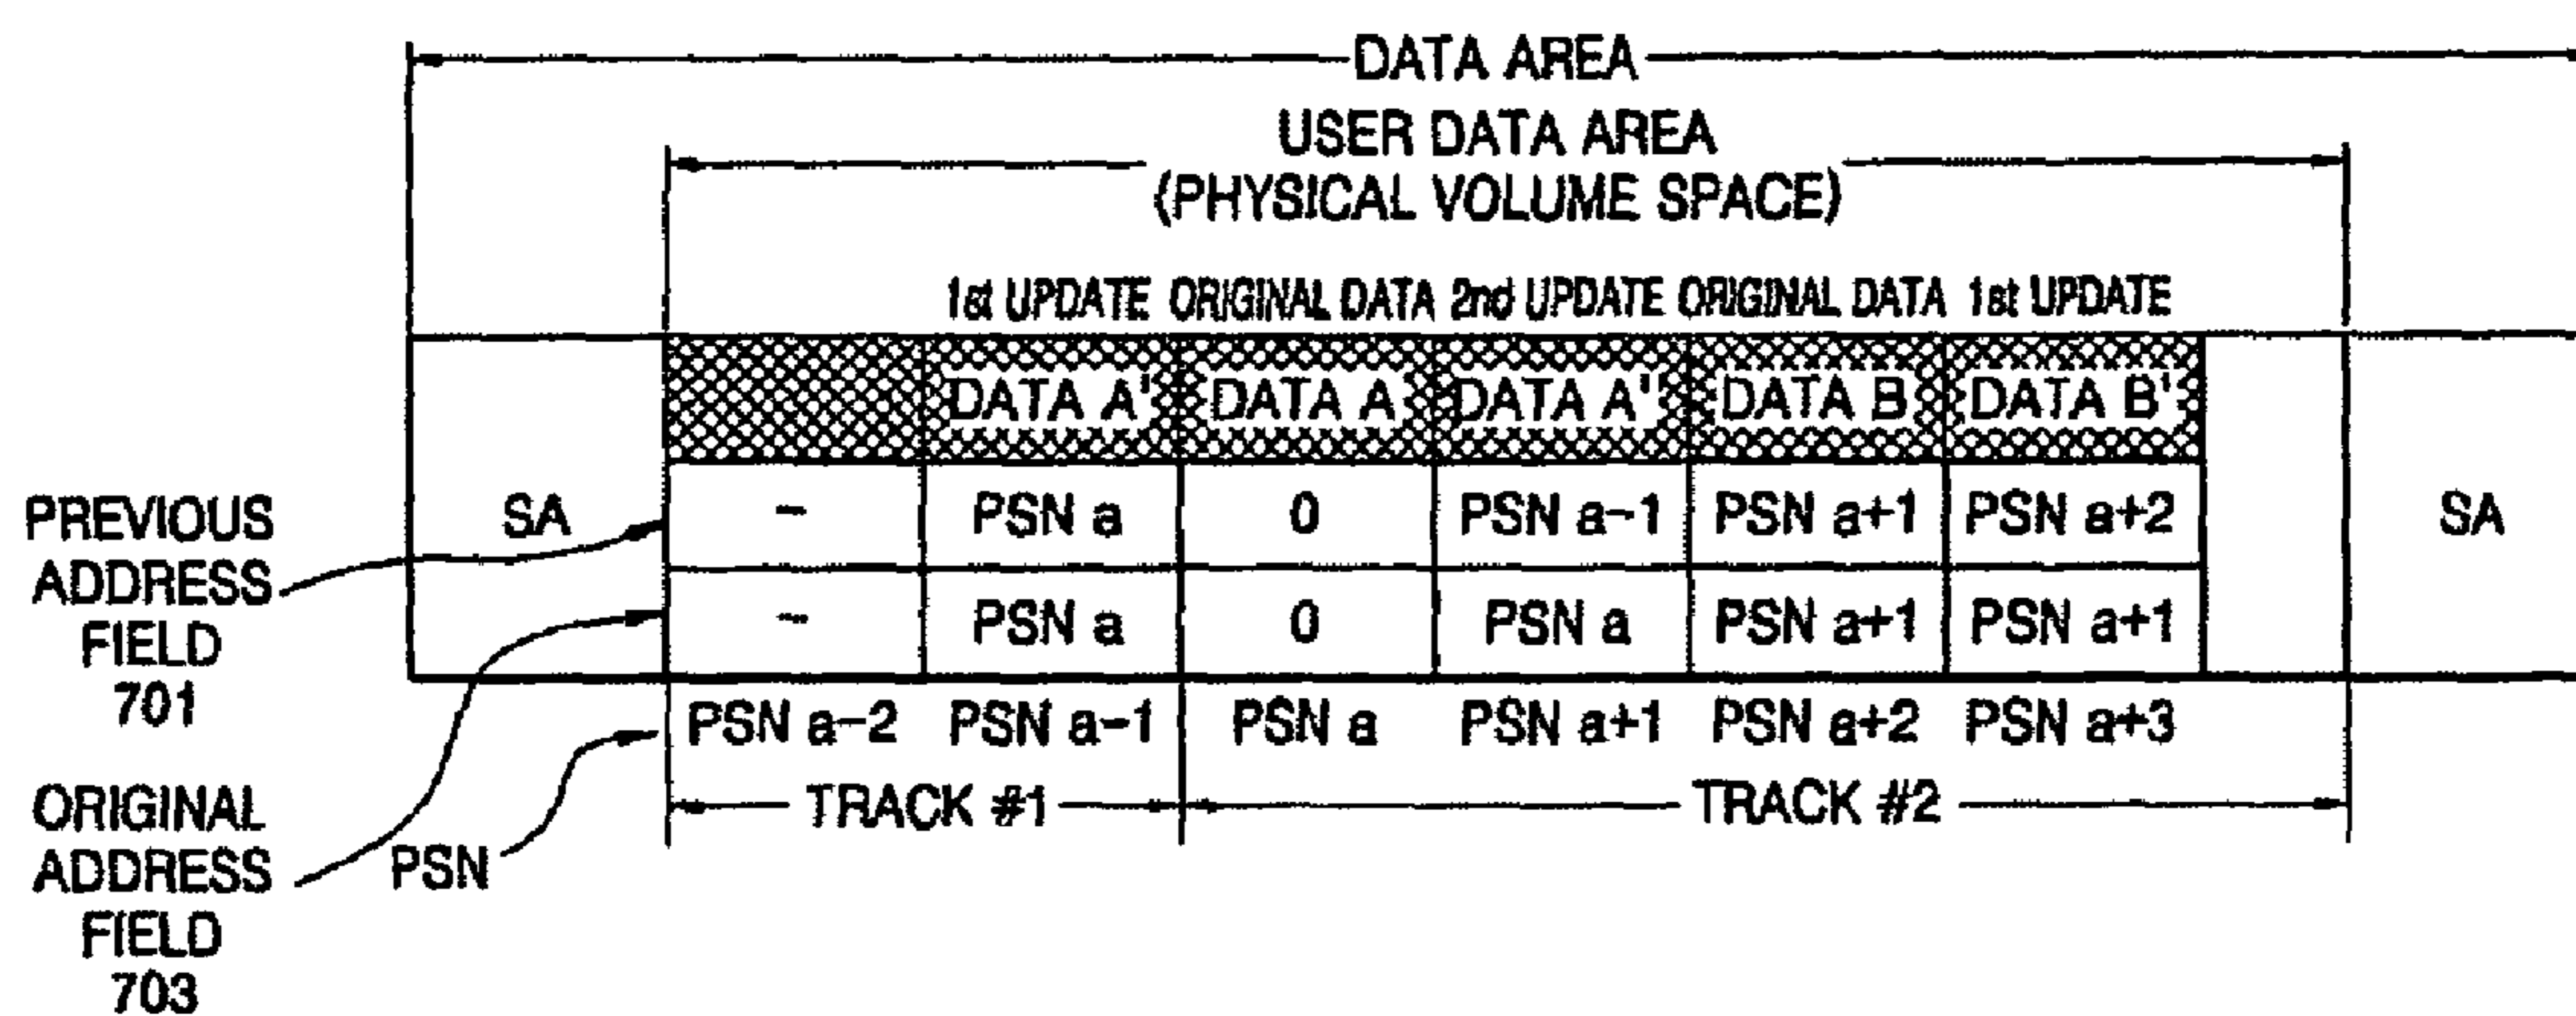 DATA AREA
USER DATA AREA
(PHYSICAL VOLUME SPACE)
1st UPDATE ORIGINAL DATA 2nd UPDATE ORIGINAL DATA 1st UPDATE
DATA A' DATA A DATA A'' DATA B DATA B'
SA - PSN a 0 PSN a-1 PSN a+1 PSN a+2 SA
- PSN a 0 PSN a PSN a+1 PSN a+1
PSN a-2 PSN a-1 PSN a PSN a+1 PSN a+2 PSN a+3
TRACK #1 TRACK #2
PREVIOUS
ADDRESS
FIELD
701
ORIGINAL
ADDRESS
FIELD
703
PSN